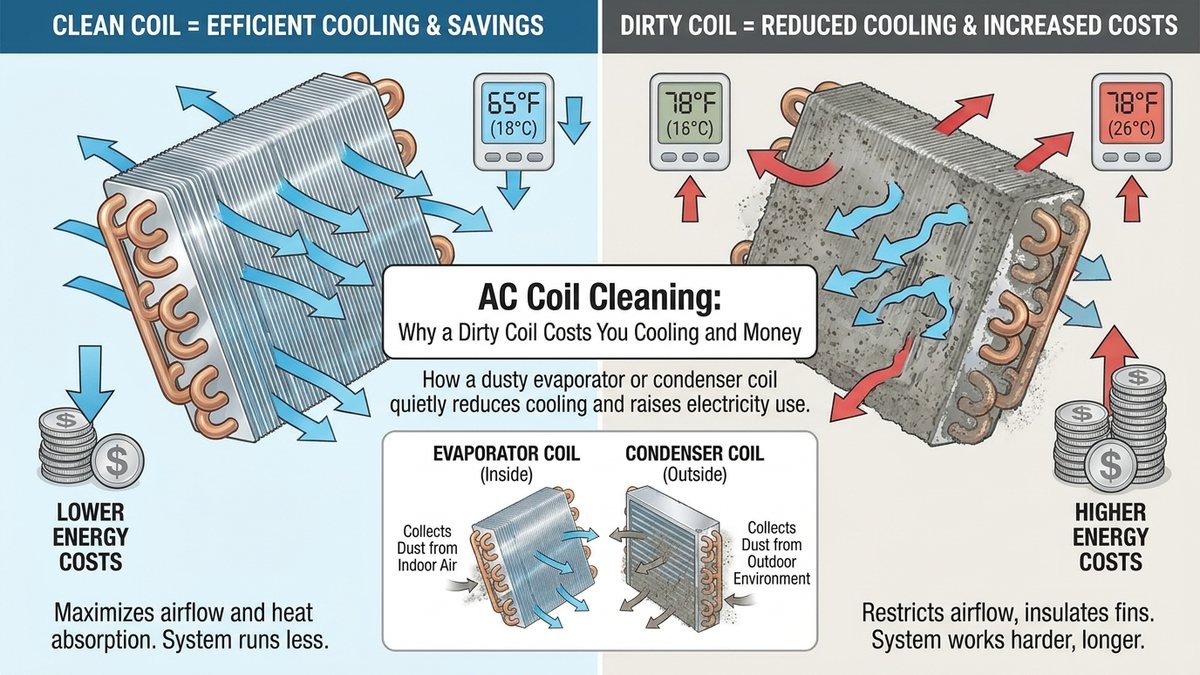 CLEAN COIL = EFFICIENT COOLING & SAVINGS
DIRTY COIL = REDUCED COOLING & INCREASED COSTS
65°F
(18°C)
78°F
(16°C)
78°F
(26°C)
AC Coil Cleaning:
Why a Dirty Coil Costs You Cooling and Money
How a dusty evaporator or condenser coil
quietly reduces cooling and raises electricity use.
EVAPORATOR COIL
(Inside)
Collects
Dust from
Indoor Air
CONDENSER COIL
(Outside)
Collects
Dust from
Outdoor
Environment
$
$
LOWER
ENERGY
COSTS
Maximizes airflow and heat
absorption. System runs less.
$
$
$
HIGHER
ENERGY
COSTS
Restricts airflow, insulates fins.
System works harder, longer.